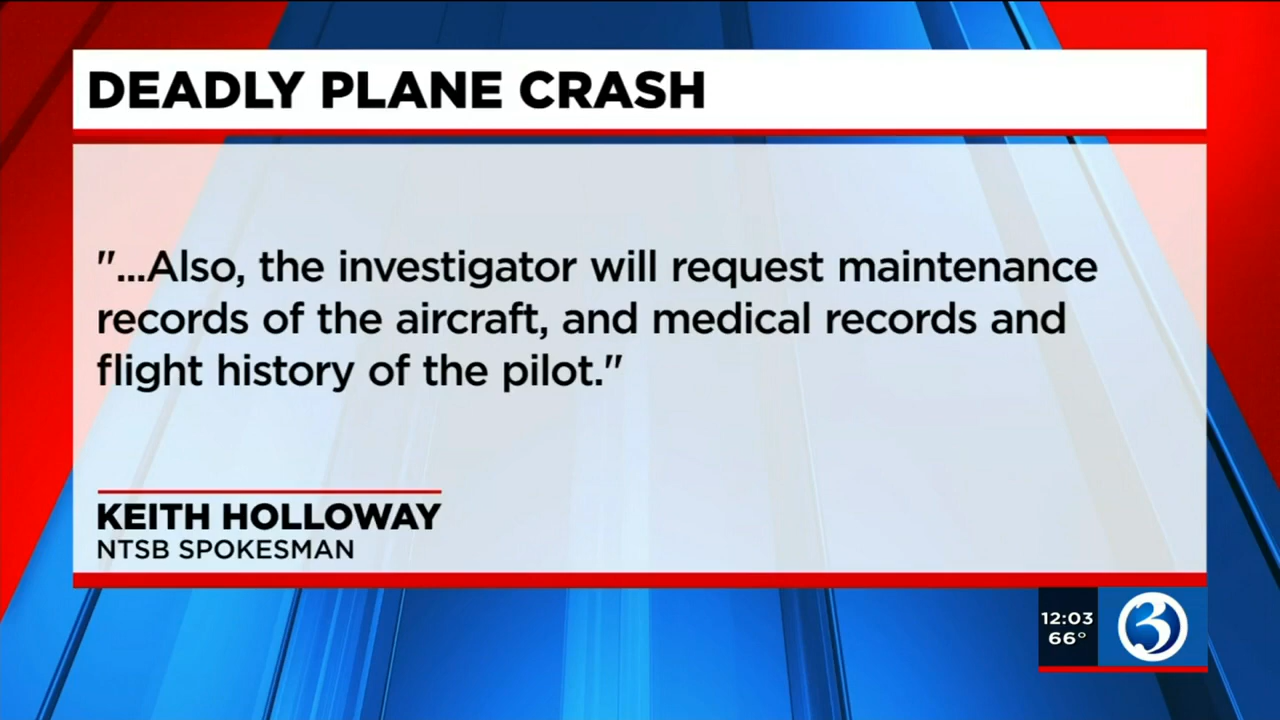 DEADLY PLANE CRASH
"...Also, the investigator will request maintenance
records of the aircraft, and medical records and
flight history of the pilot."
KEITH HOLLOWAY
NTSB SPOKESMAN
12:03
66°
3